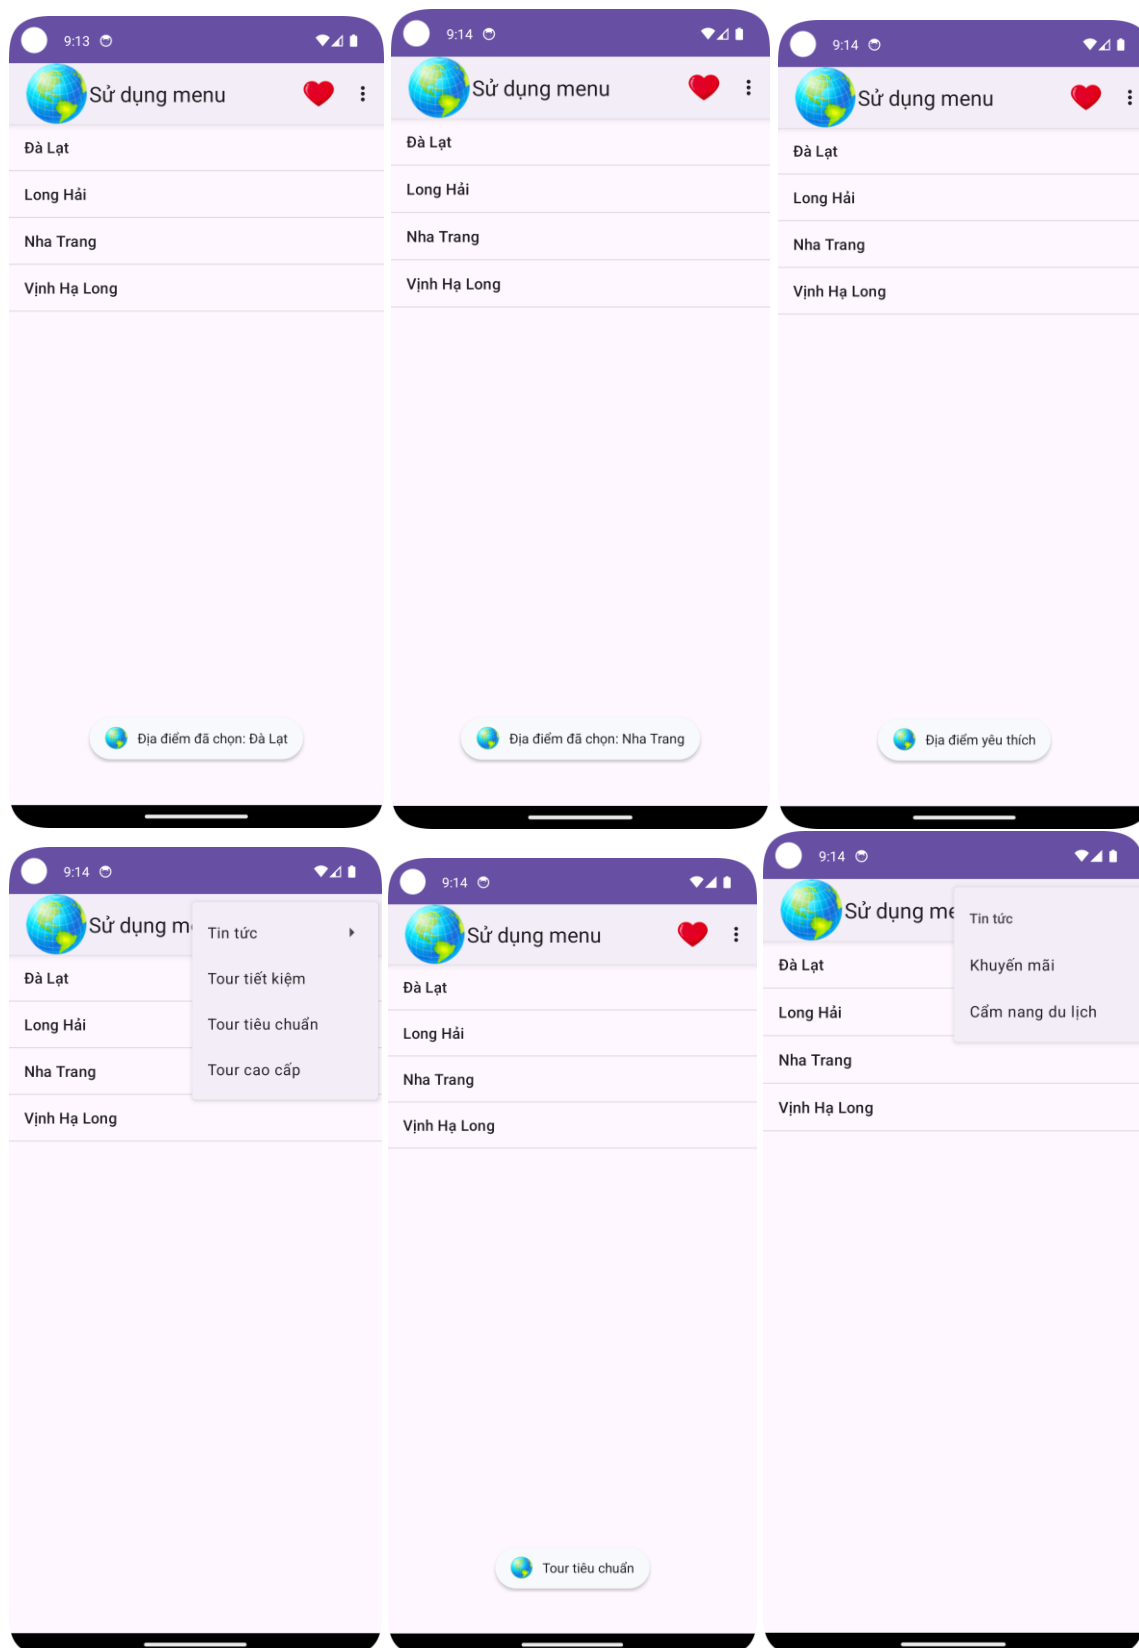 9:13
Sử dụng menu
Đà Lạt
Long Hải
Nha Trang
Vịnh Hạ Long
Địa điểm đã chọn: Đà Lạt
9:14
Sử dụng menu
Đà Lạt
Long Hải
Nha Trang
Vịnh Hạ Long
Địa điểm đã chọn: Nha Trang
9:14
Sử dụng menu
Đà Lạt
Long Hải
Nha Trang
Vịnh Hạ Long
Địa điểm yêu thích
9:14
Sử dụng m
Tin tức
Tour tiết kiệm
Tour tiêu chuẩn
Tour cao cấp
Đà Lạt
Long Hải
Nha Trang
Vịnh Hạ Long
9:14
Sử dụng menu
Đà Lạt
Long Hải
Nha Trang
Vịnh Hạ Long
Tour tiêu chuẩn
9:14
Sử dụng me
Tin tức
Khuyến mãi
Cẩm nang du lịch
Đà Lạt
Long Hải
Nha Trang
Vịnh Hạ Long